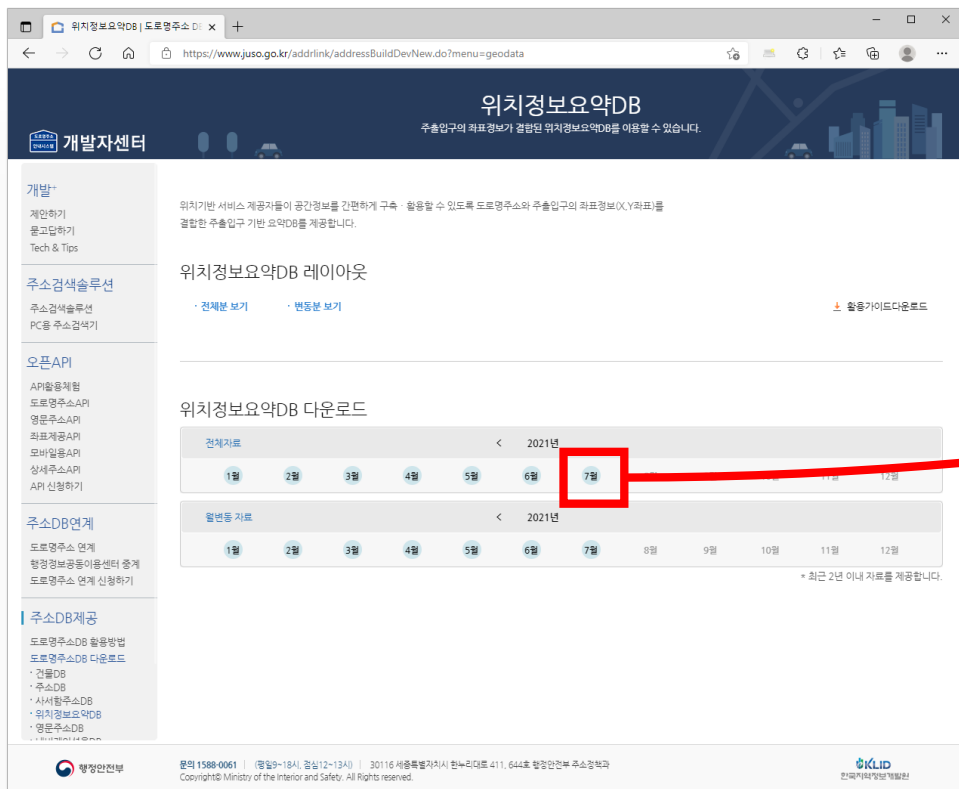 위치정보요약DB | 도로명주소 DB
https://www.juso.go.kr/addrlink/addressBuildDevNew.do?menu=geodata
위치정보요약DB
주출입구의 좌표정보가 결합된 위치정보요약DB를 이용할 수 있습니다.
도로명주소
안내시스템
개발자센터
개발+
제안하기
묻고답하기
Tech & Tips
주소검색솔루션
주소검색솔루션
PC용 주소검색기
오픈API
API활용체험
도로명주소API
영문주소API
좌표제공API
모바일용API
상세주소API
API 신청하기
주소DB연계
도로명주소 연계
행정정보공동이용센터 중계
도로명주소 연계 신청하기
주소DB제공
도로명주소DB 활용방법
도로명주소DB 다운로드
· 건물DB
· 주소DB
· 사서함주소DB
· 위치정보요약DB
· 영문주소DB
위치기반 서비스 제공자들이 공간정보를 간편하게 구축 · 활용할 수 있도록 도로명주소와 주출입구의 좌표정보(X,Y좌표)를
결합한 주출입구 기반 요약DB를 제공합니다.
위치정보요약DB 레이아웃
· 전체분 보기 · 변동분 보기 활용가이드다운로드
위치정보요약DB 다운로드
전체자료 < 2021년
1월 2월 3월 4월 5월 6월 7월 11월 12월
월변동 자료 < 2021년
1월 2월 3월 4월 5월 6월 7월 8월 9월 10월 11월 12월
* 최근 2년 이내 자료를 제공합니다.
행정안전부
문의 1588-0061 | (평일9~18시, 점심12~13시) | 30116 세종특별자치시 한누리대로 411, 644호 행정안전부 주소정책과
Copyright© Ministry of the Interior and Safety. All Rights reserved.
KLID
한국지역정보개발원